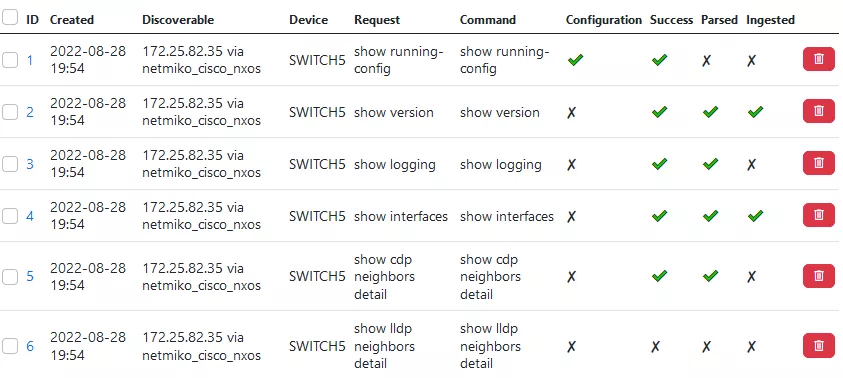 ID Created Discoverable Device Request Command Configuration Success Parsed Ingested
1 2022-08-28 19:54 172.25.82.35 via netmiko_cisco_nxos SWITCH5 show running-config show running-config ✔ ✔ ✗ ✗
2 2022-08-28 19:54 172.25.82.35 via netmiko_cisco_nxos SWITCH5 show version show version ✗ ✔ ✔ ✔
3 2022-08-28 19:54 172.25.82.35 via netmiko_cisco_nxos SWITCH5 show logging show logging ✗ ✔ ✔ ✗
4 2022-08-28 19:54 172.25.82.35 via netmiko_cisco_nxos SWITCH5 show interfaces show interfaces ✗ ✔ ✔ ✔
5 2022-08-28 19:54 172.25.82.35 via netmiko_cisco_nxos SWITCH5 show cdp neighbors detail show cdp neighbors detail ✗ ✔ ✔ ✗
6 2022-08-28 19:54 172.25.82.35 via netmiko_cisco_nxos SWITCH5 show lldp neighbors detail show lldp neighbors detail ✗ ✗ ✗ ✗